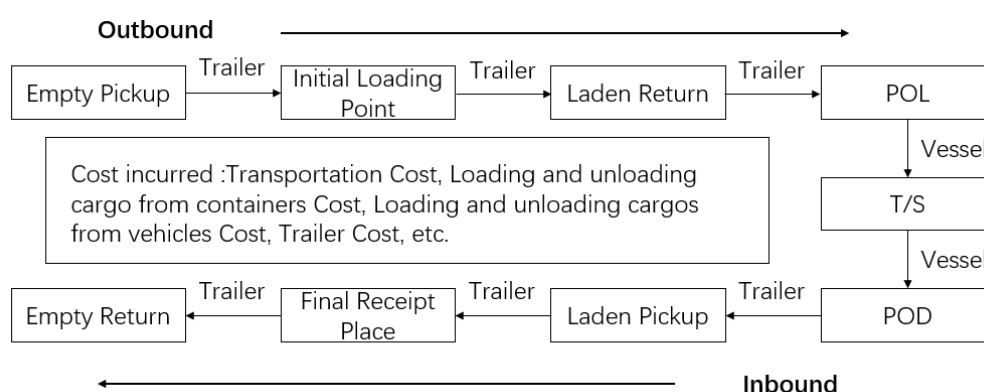 Outbound
Trailer Trailer Trailer
Empty Pickup Initial Loading Point Laden Return POL
Vessel
Cost incurred :Transportation Cost, Loading and unloading
cargo from containers Cost, Loading and unloading cargos
from vehicles Cost, Trailer Cost, etc.
T/S
Vessel
Trailer Trailer Trailer
Empty Return Final Receipt Place Laden Pickup POD
Inbound